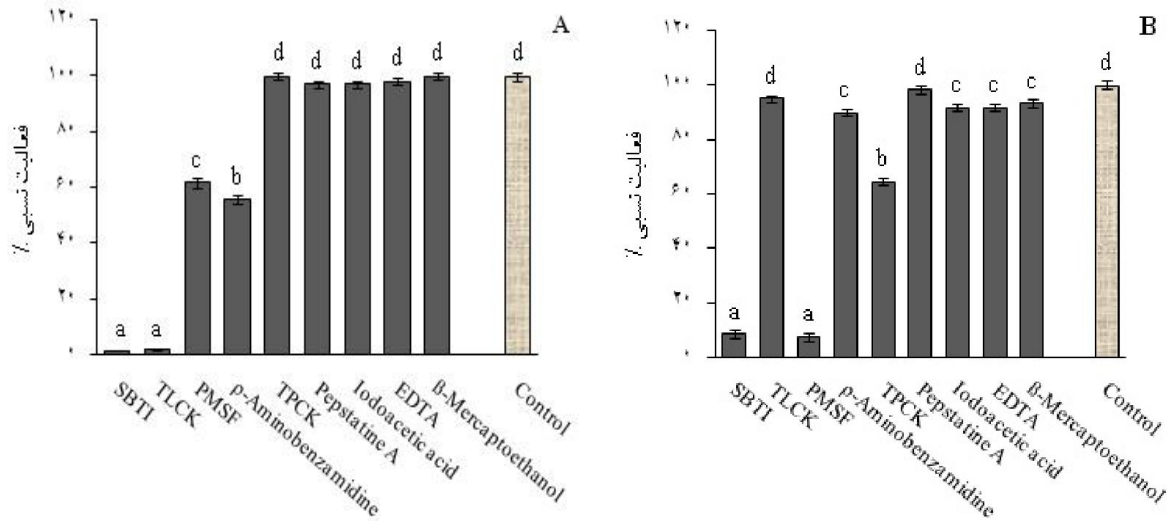 A
۱۲۰
۱۰۰
۸۰
۶۰
۴۰
۲۰
۰
فعالیت نسبی ٪
a
a
c
b
d
d
d
d
d
d
SBTI
TLCK
PMSF
ρ-Aminobenzamidine
TPCK
Pepstatine A
Iodoacetic acid
EDTA
ß-Mercaptoethanol
Control
B
۱۲۰
۱۰۰
۸۰
۶۰
۴۰
۲۰
۰
فعالیت نسبی ٪
a
d
a
c
b
d
c
c
c
d
SBTI
TLCK
PMSF
ρ-Aminobenzamidine
TPCK
Pepstatine A
Iodoacetic acid
EDTA
ß-Mercaptoethanol
Control